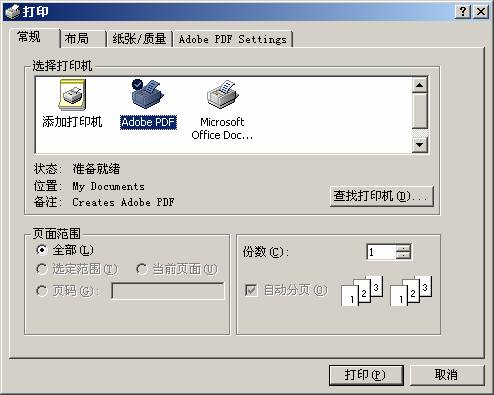 打印
常规 布局 纸张/质量 Adobe PDF Settings
选择打印机
添加打印机 Adobe PDF Microsoft Office Doc...
状态: 准备就绪
位置: My Documents
备注: Creates Adobe PDF
查找打印机(D)...
页面范围
全部(L)
选定范围(T) 当前页面(U)
页码(G):
份数(C): 1
自动分页(O)
1 2 3 1 2 3
打印(P) 取消